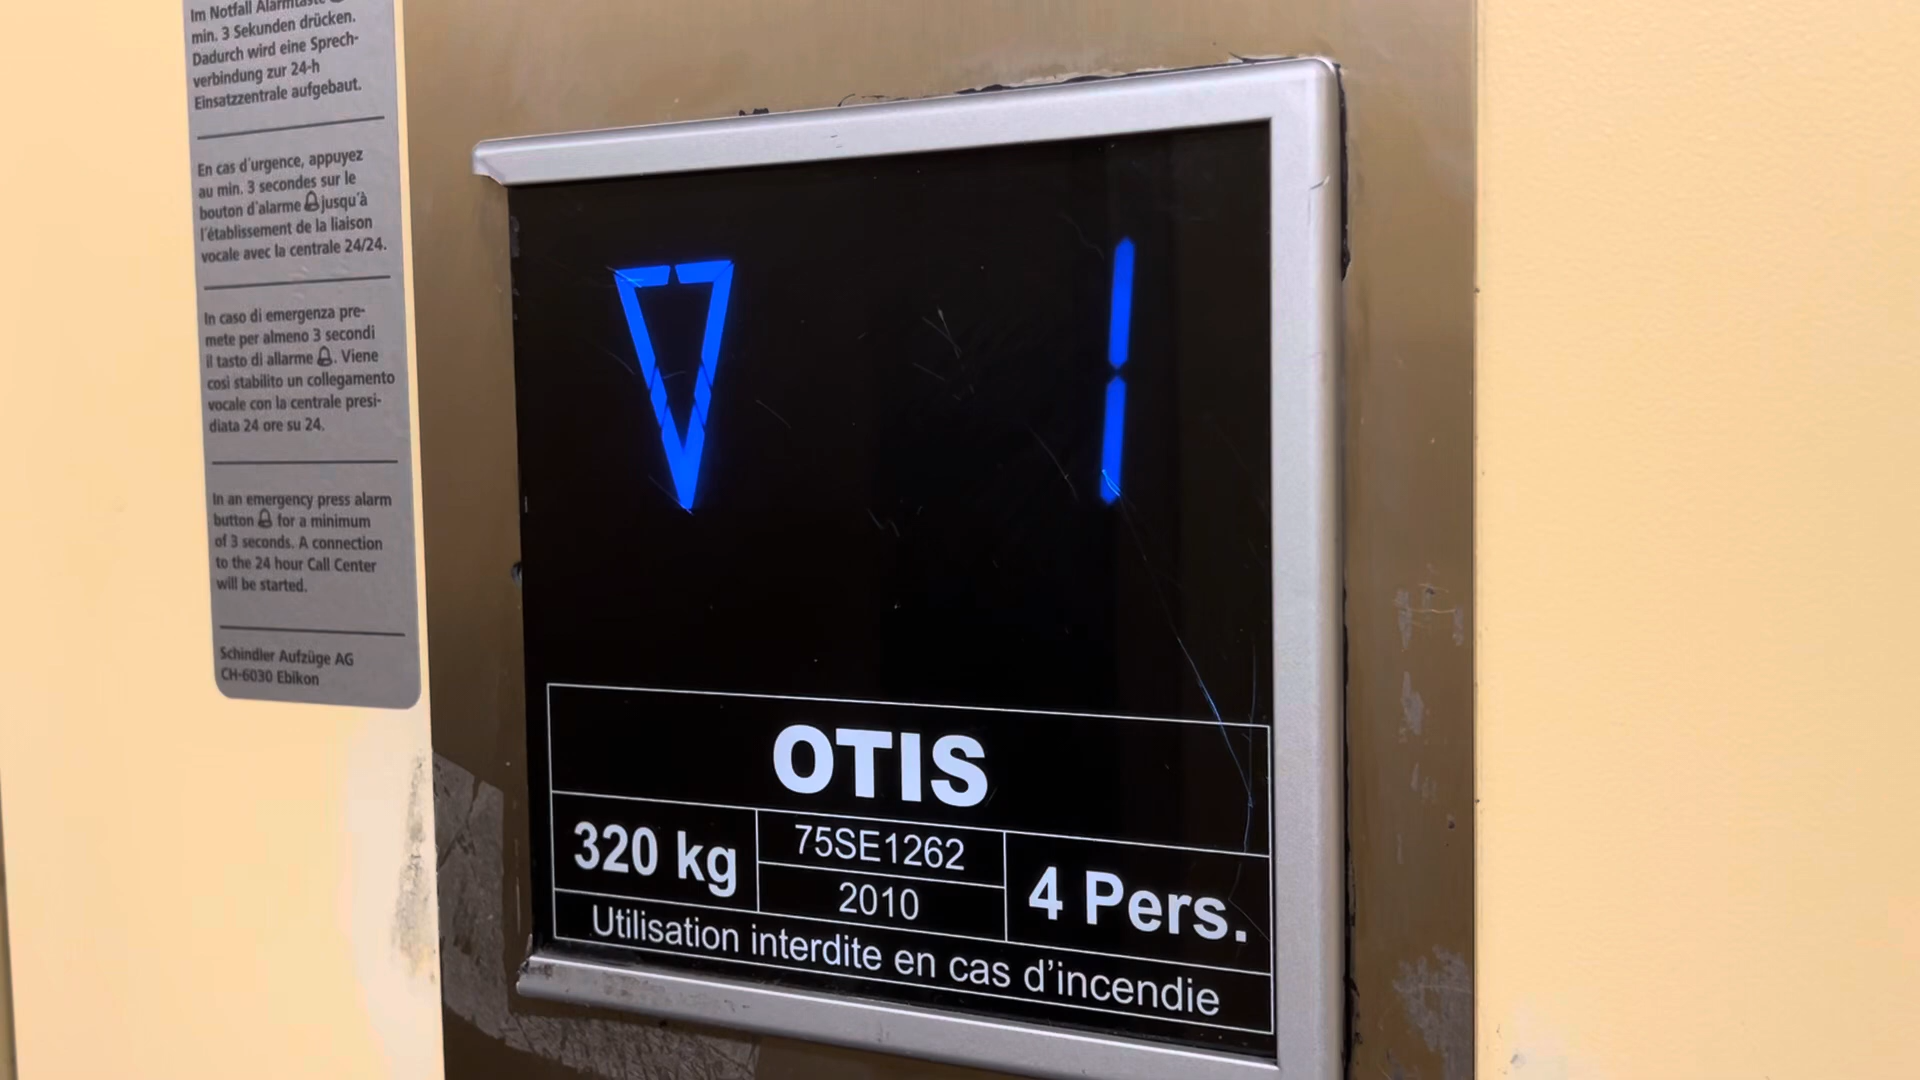 Im Notfall Alarmtaste
min. 3 Sekunden drücken.
Dadurch wird eine Sprech-
verbindung zur 24-h
Einsatzzentrale aufgebaut.
En cas d'urgence, appuyez
au min. 3 secondes sur le
bouton d'alarme jusqu'à
l'établissement de la liaison
vocale avec la centrale 24/24.
In caso di emergenza pre-
mete per almeno 3 secondi
il tasto di allarme . Viene
così stabilito un collegamento
vocale con la centrale presi-
diata 24 ore su 24.
In an emergency press alarm
button for a minimum
of 3 seconds. A connection
to the 24 hour Call Center
will be started.
Schindler Aufzüge AG
CH-6030 Ebikon
1
OTIS
320 kg
75SE1262
2010
4 Pers.
Utilisation interdite en cas d'incendie